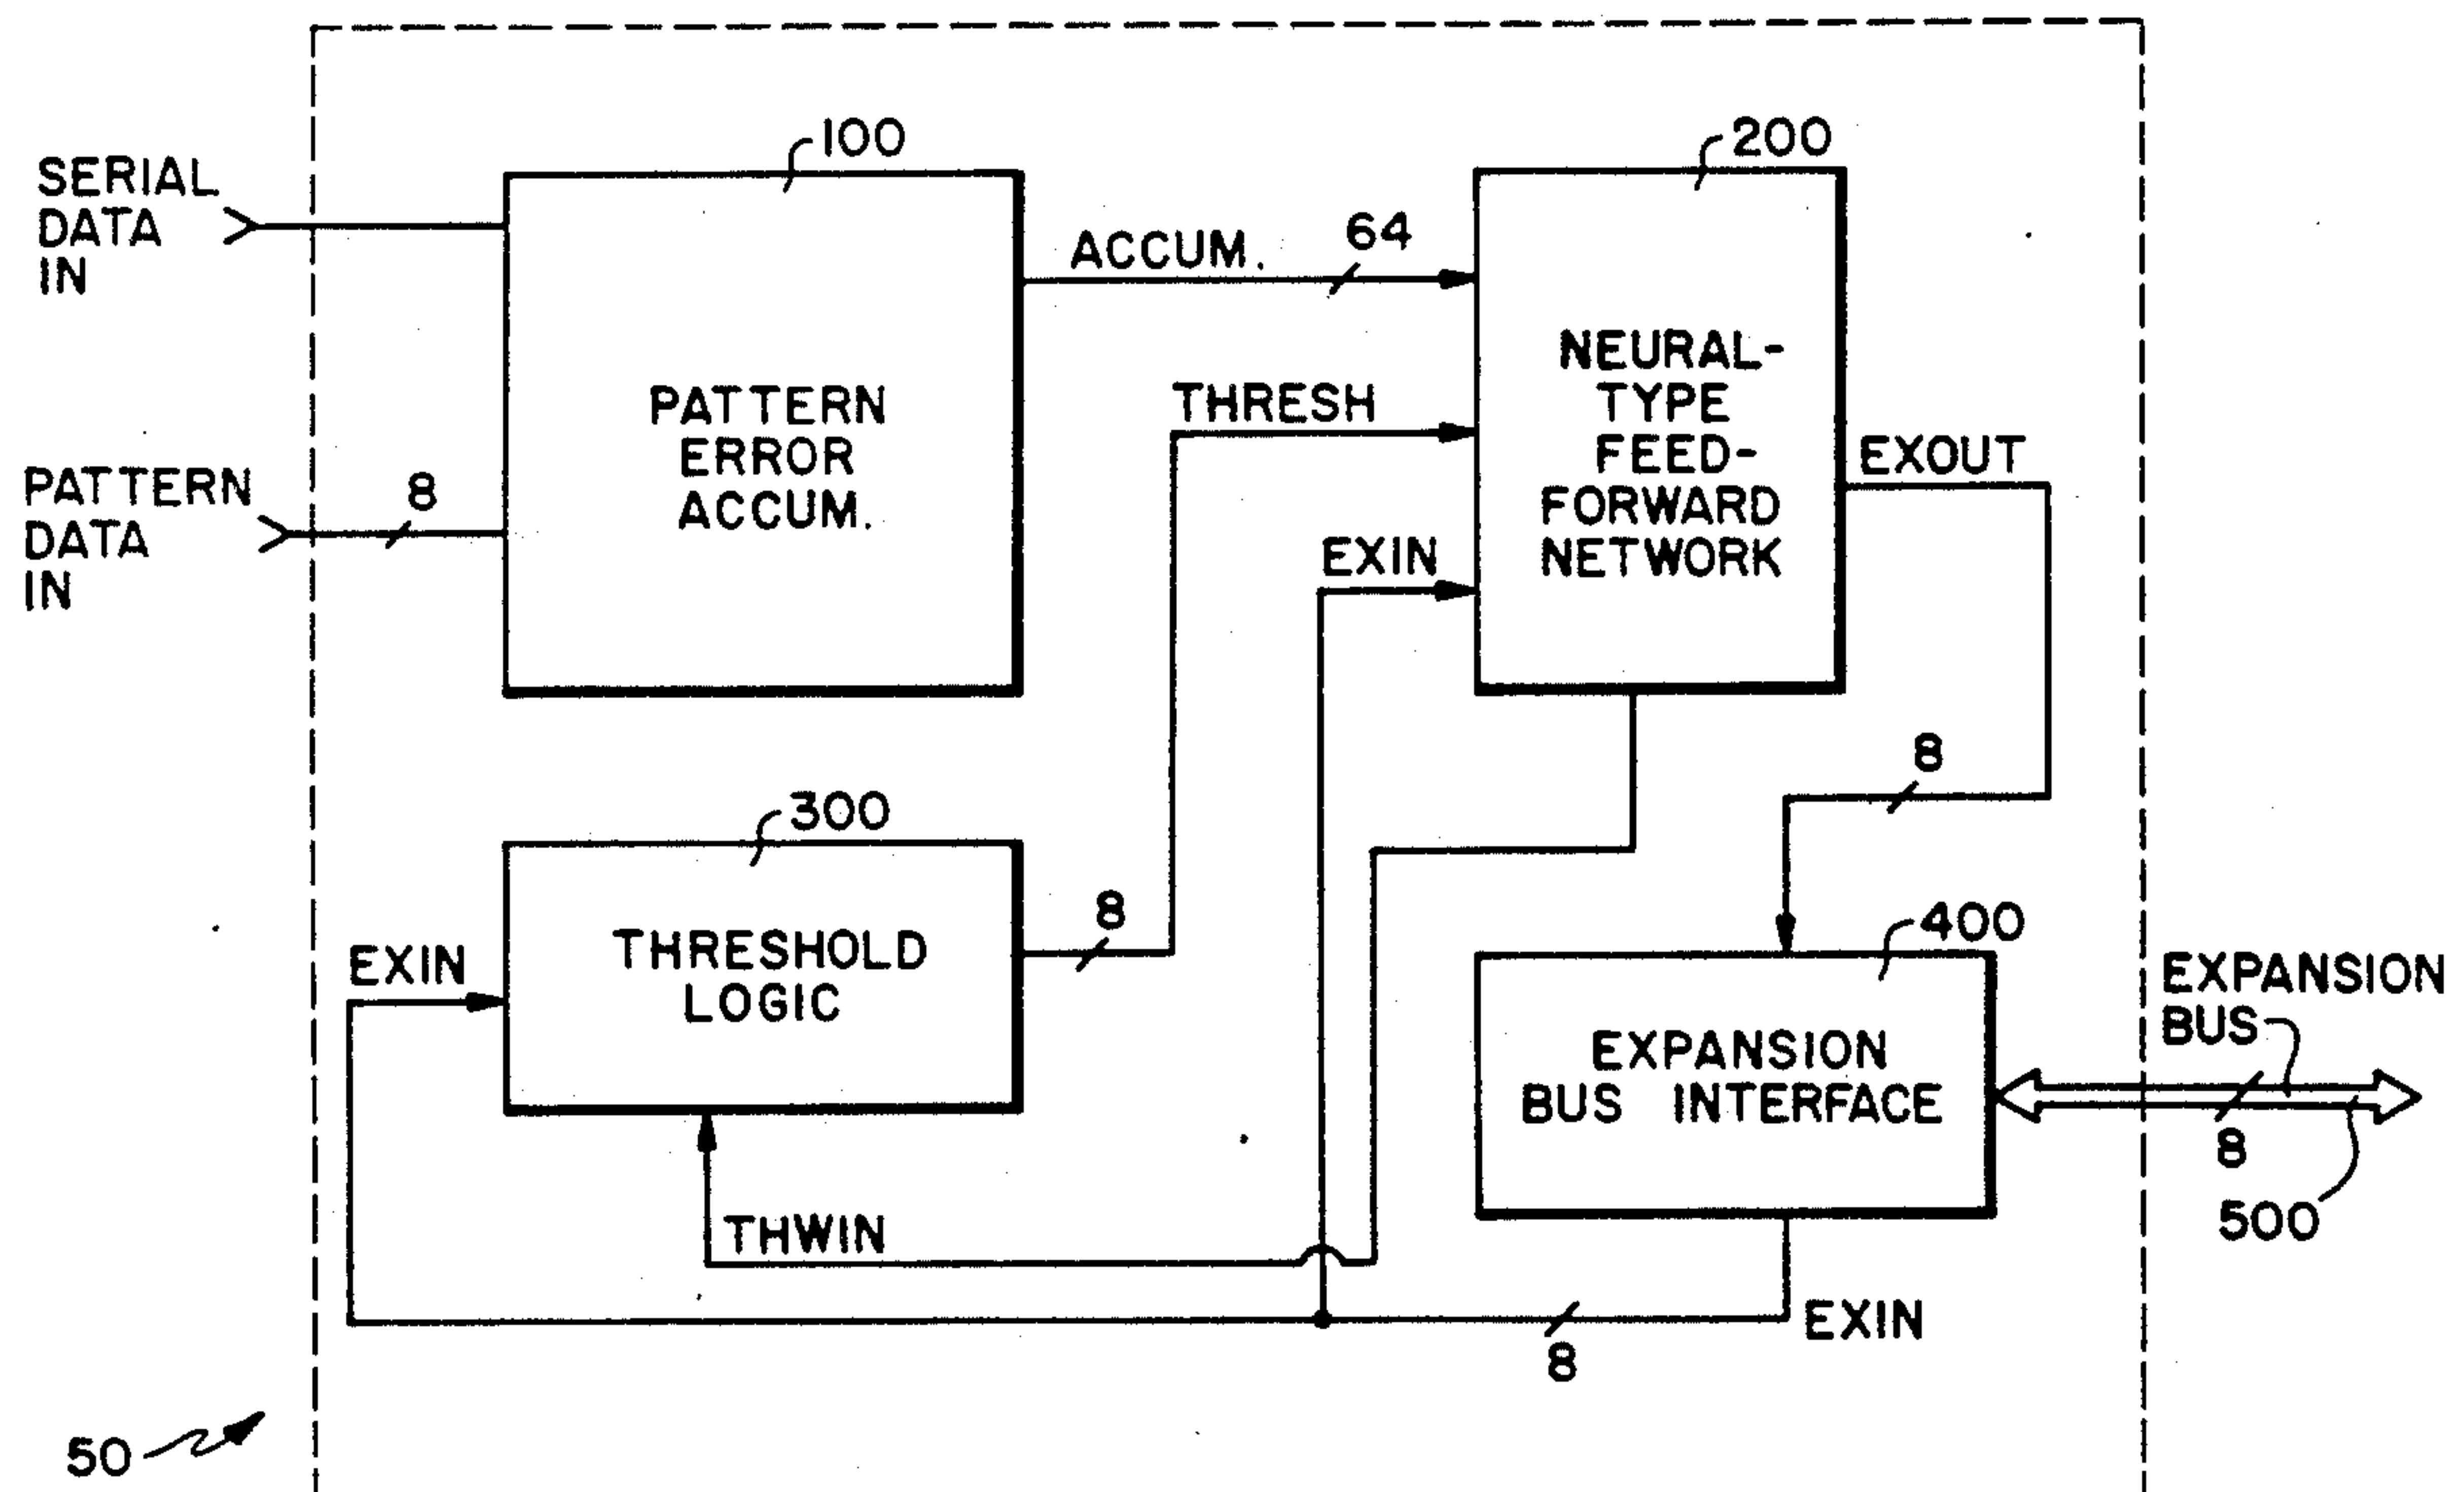 SERIAL
DATA
IN
PATTERN
DATA
IN
8
100
PATTERN
ERROR
ACCUM.
ACCUM.
64
THRESH
EXIN
200
NEURAL-
TYPE
FEED-
FORWARD
NETWORK
EXOUT
8
300
THRESHOLD
LOGIC
8
EXIN
THWIN
400
EXPANSION
BUS INTERFACE
EXPANSION
BUS
8
500
EXIN
8
50